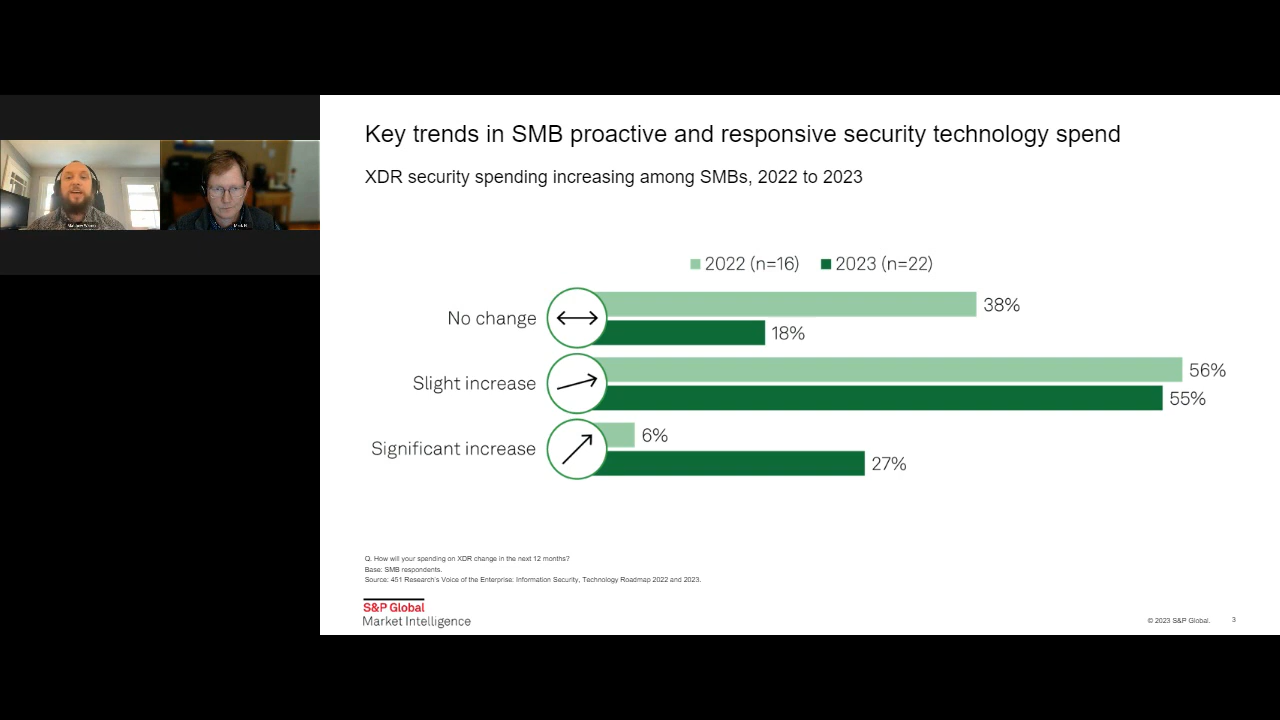 Key trends in SMB proactive and responsive security technology spend
XDR security spending increasing among SMBs, 2022 to 2023
2022 (n=16) 2023 (n=22)
No change
38%
18%
Slight increase
56%
55%
Significant increase
6%
27%
Q. How will your spending on XDR change in the next 12 months?
Base: SMB respondents.
Source: 451 Research's Voice of the Enterprise: Information Security, Technology Roadmap 2022 and 2023.
S&P Global
Market Intelligence
© 2023 S&P Global. 3